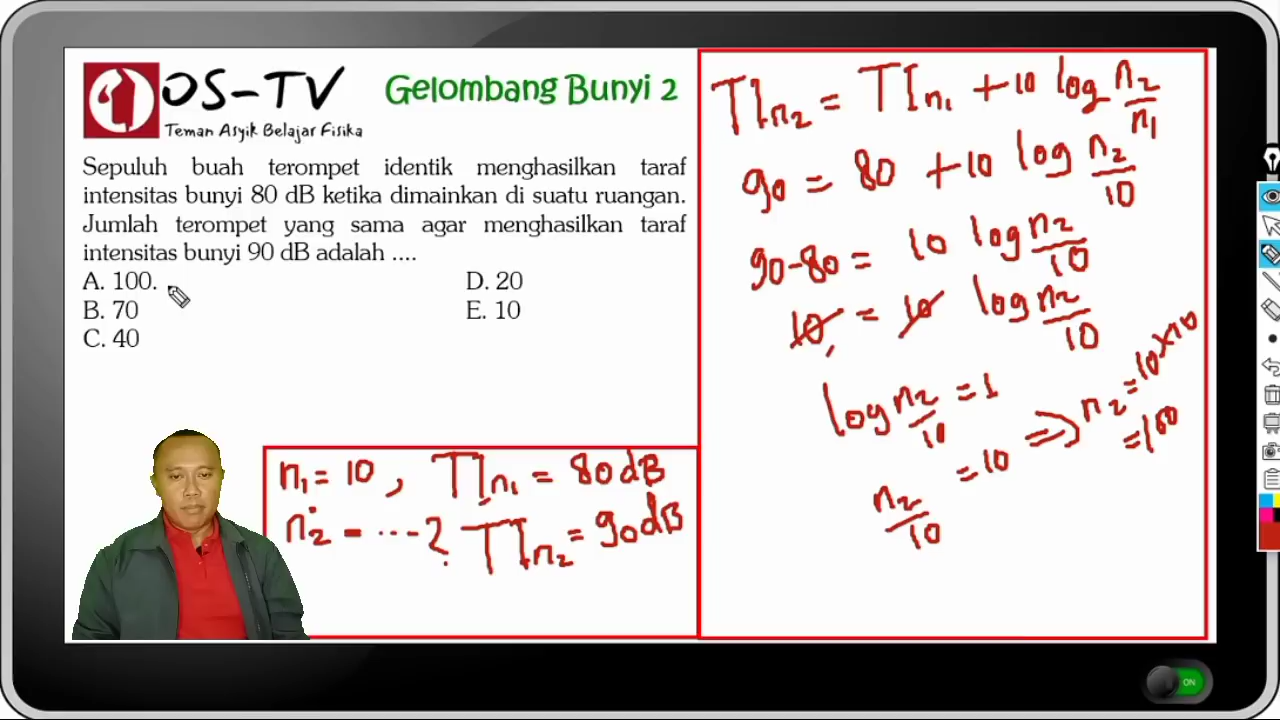 OS-TV
Teman Asyik Belajar Fisika
Gelombang Bunyi 2
Sepuluh buah terompet identik menghasilkan taraf
intensitas bunyi 80 dB ketika dimainkan di suatu ruangan.
Jumlah terompet yang sama agar menghasilkan taraf
intensitas bunyi 90 dB adalah ....
A. 100.
B. 70
C. 40
D. 20
E. 10
n₁ = 10 , TIn₁ = 80 dB
n₂ = ...? TIn₂ = 90 dB
TIn₂ = TIn₁ + 10 log n₂/n₁
90 = 80 + 10 log n₂/10
90-80 = 10 log n₂/10
10 = 10 log n₂/10
log n₂/10 = 1
n₂/10 = 10 => n₂ = 10×10
= 100
ON